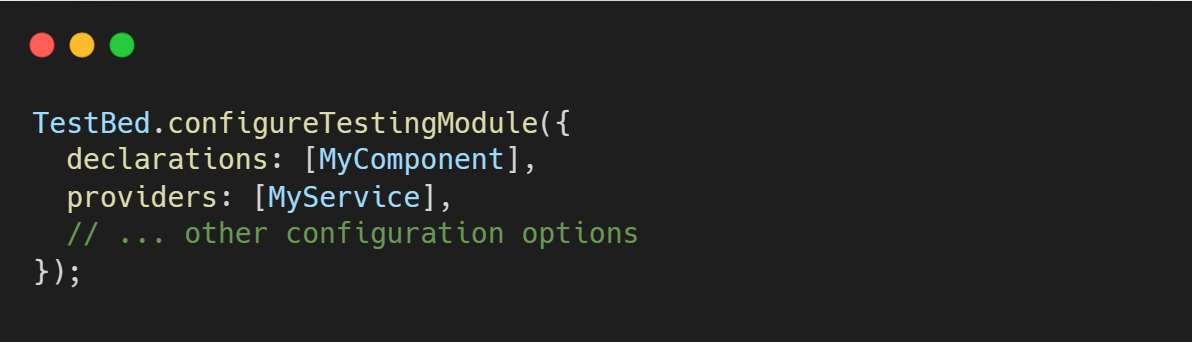 TestBed.configureTestingModule({
  declarations: [MyComponent],
  providers: [MyService],
  // ... other configuration options
});